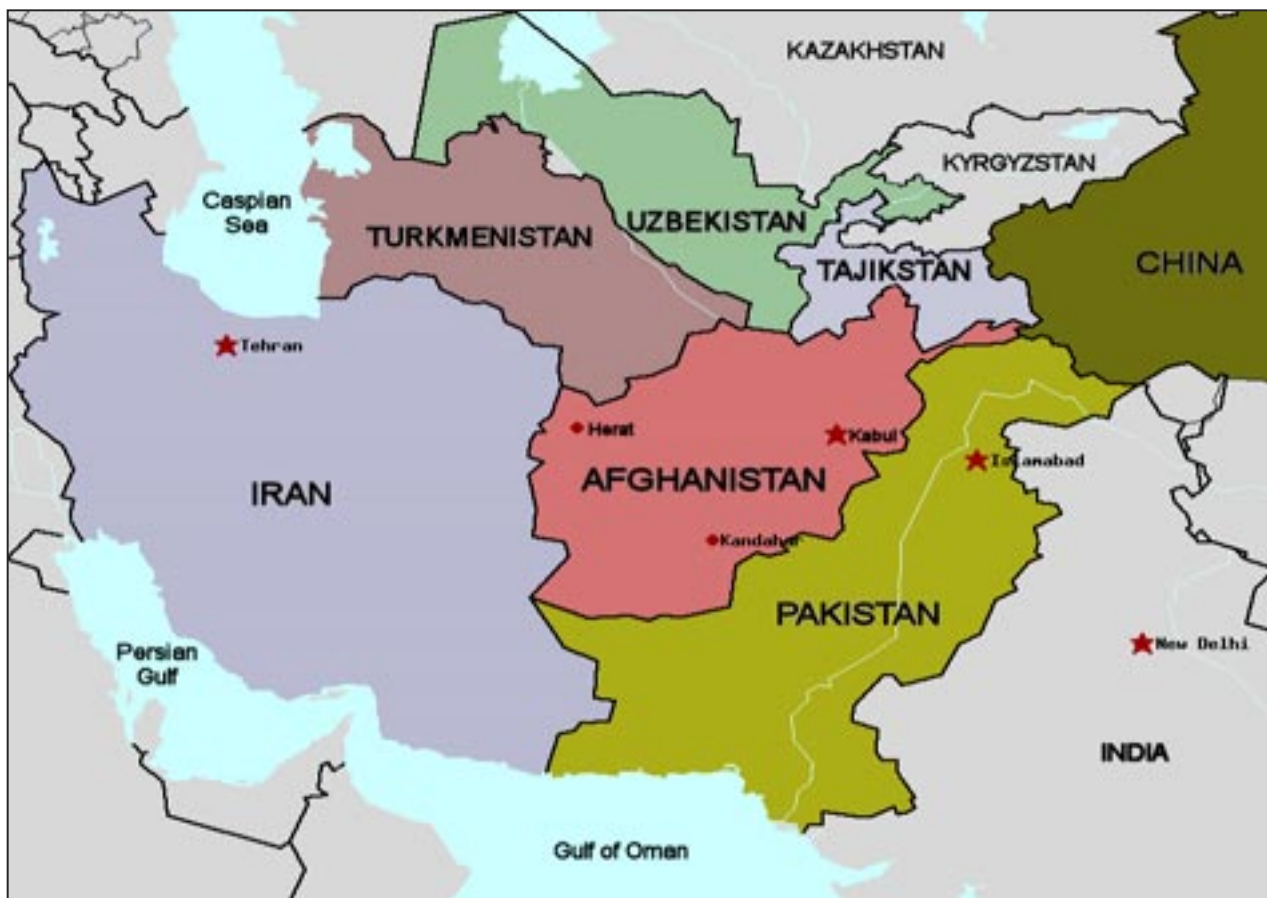 KAZAKHSTAN
KYRGYZSTAN
Caspian
Sea
TURKMENISTAN
UZBEKISTAN
TAJIKSTAN
CHINA
Tehran
Herat
Kabul
Islamabad
IRAN
AFGHANISTAN
Kandahar
PAKISTAN
New Delhi
Persian
Gulf
INDIA
Gulf of Oman